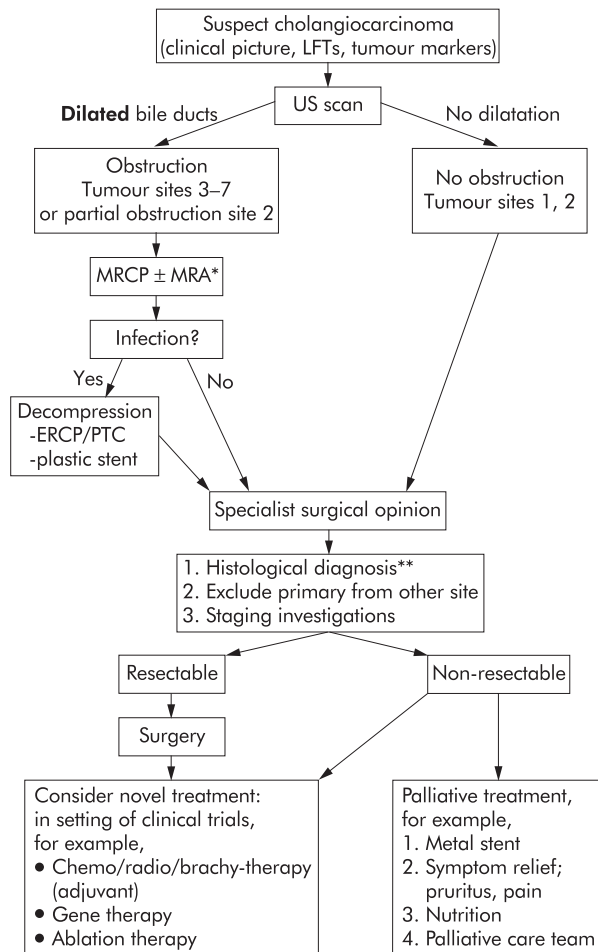 Suspect cholangiocarcinoma
(clinical picture, LFTs, tumour markers)
US scan
Dilated bile ducts
No dilatation
Obstruction
Tumour sites 3–7
or partial obstruction site 2
No obstruction
Tumour sites 1, 2
MRCP ± MRA*
Infection?
Yes
No
Decompression
-ERCP/PTC
-plastic stent
Specialist surgical opinion
1. Histological diagnosis**
2. Exclude primary from other site
3. Staging investigations
Resectable
Non-resectable
Surgery
Consider novel treatment:
in setting of clinical trials,
for example,
• Chemo/radio/brachy-therapy
(adjuvant)
• Gene therapy
• Ablation therapy
Palliative treatment,
for example,
1. Metal stent
2. Symptom relief;
pruritus, pain
3. Nutrition
4. Palliative care team